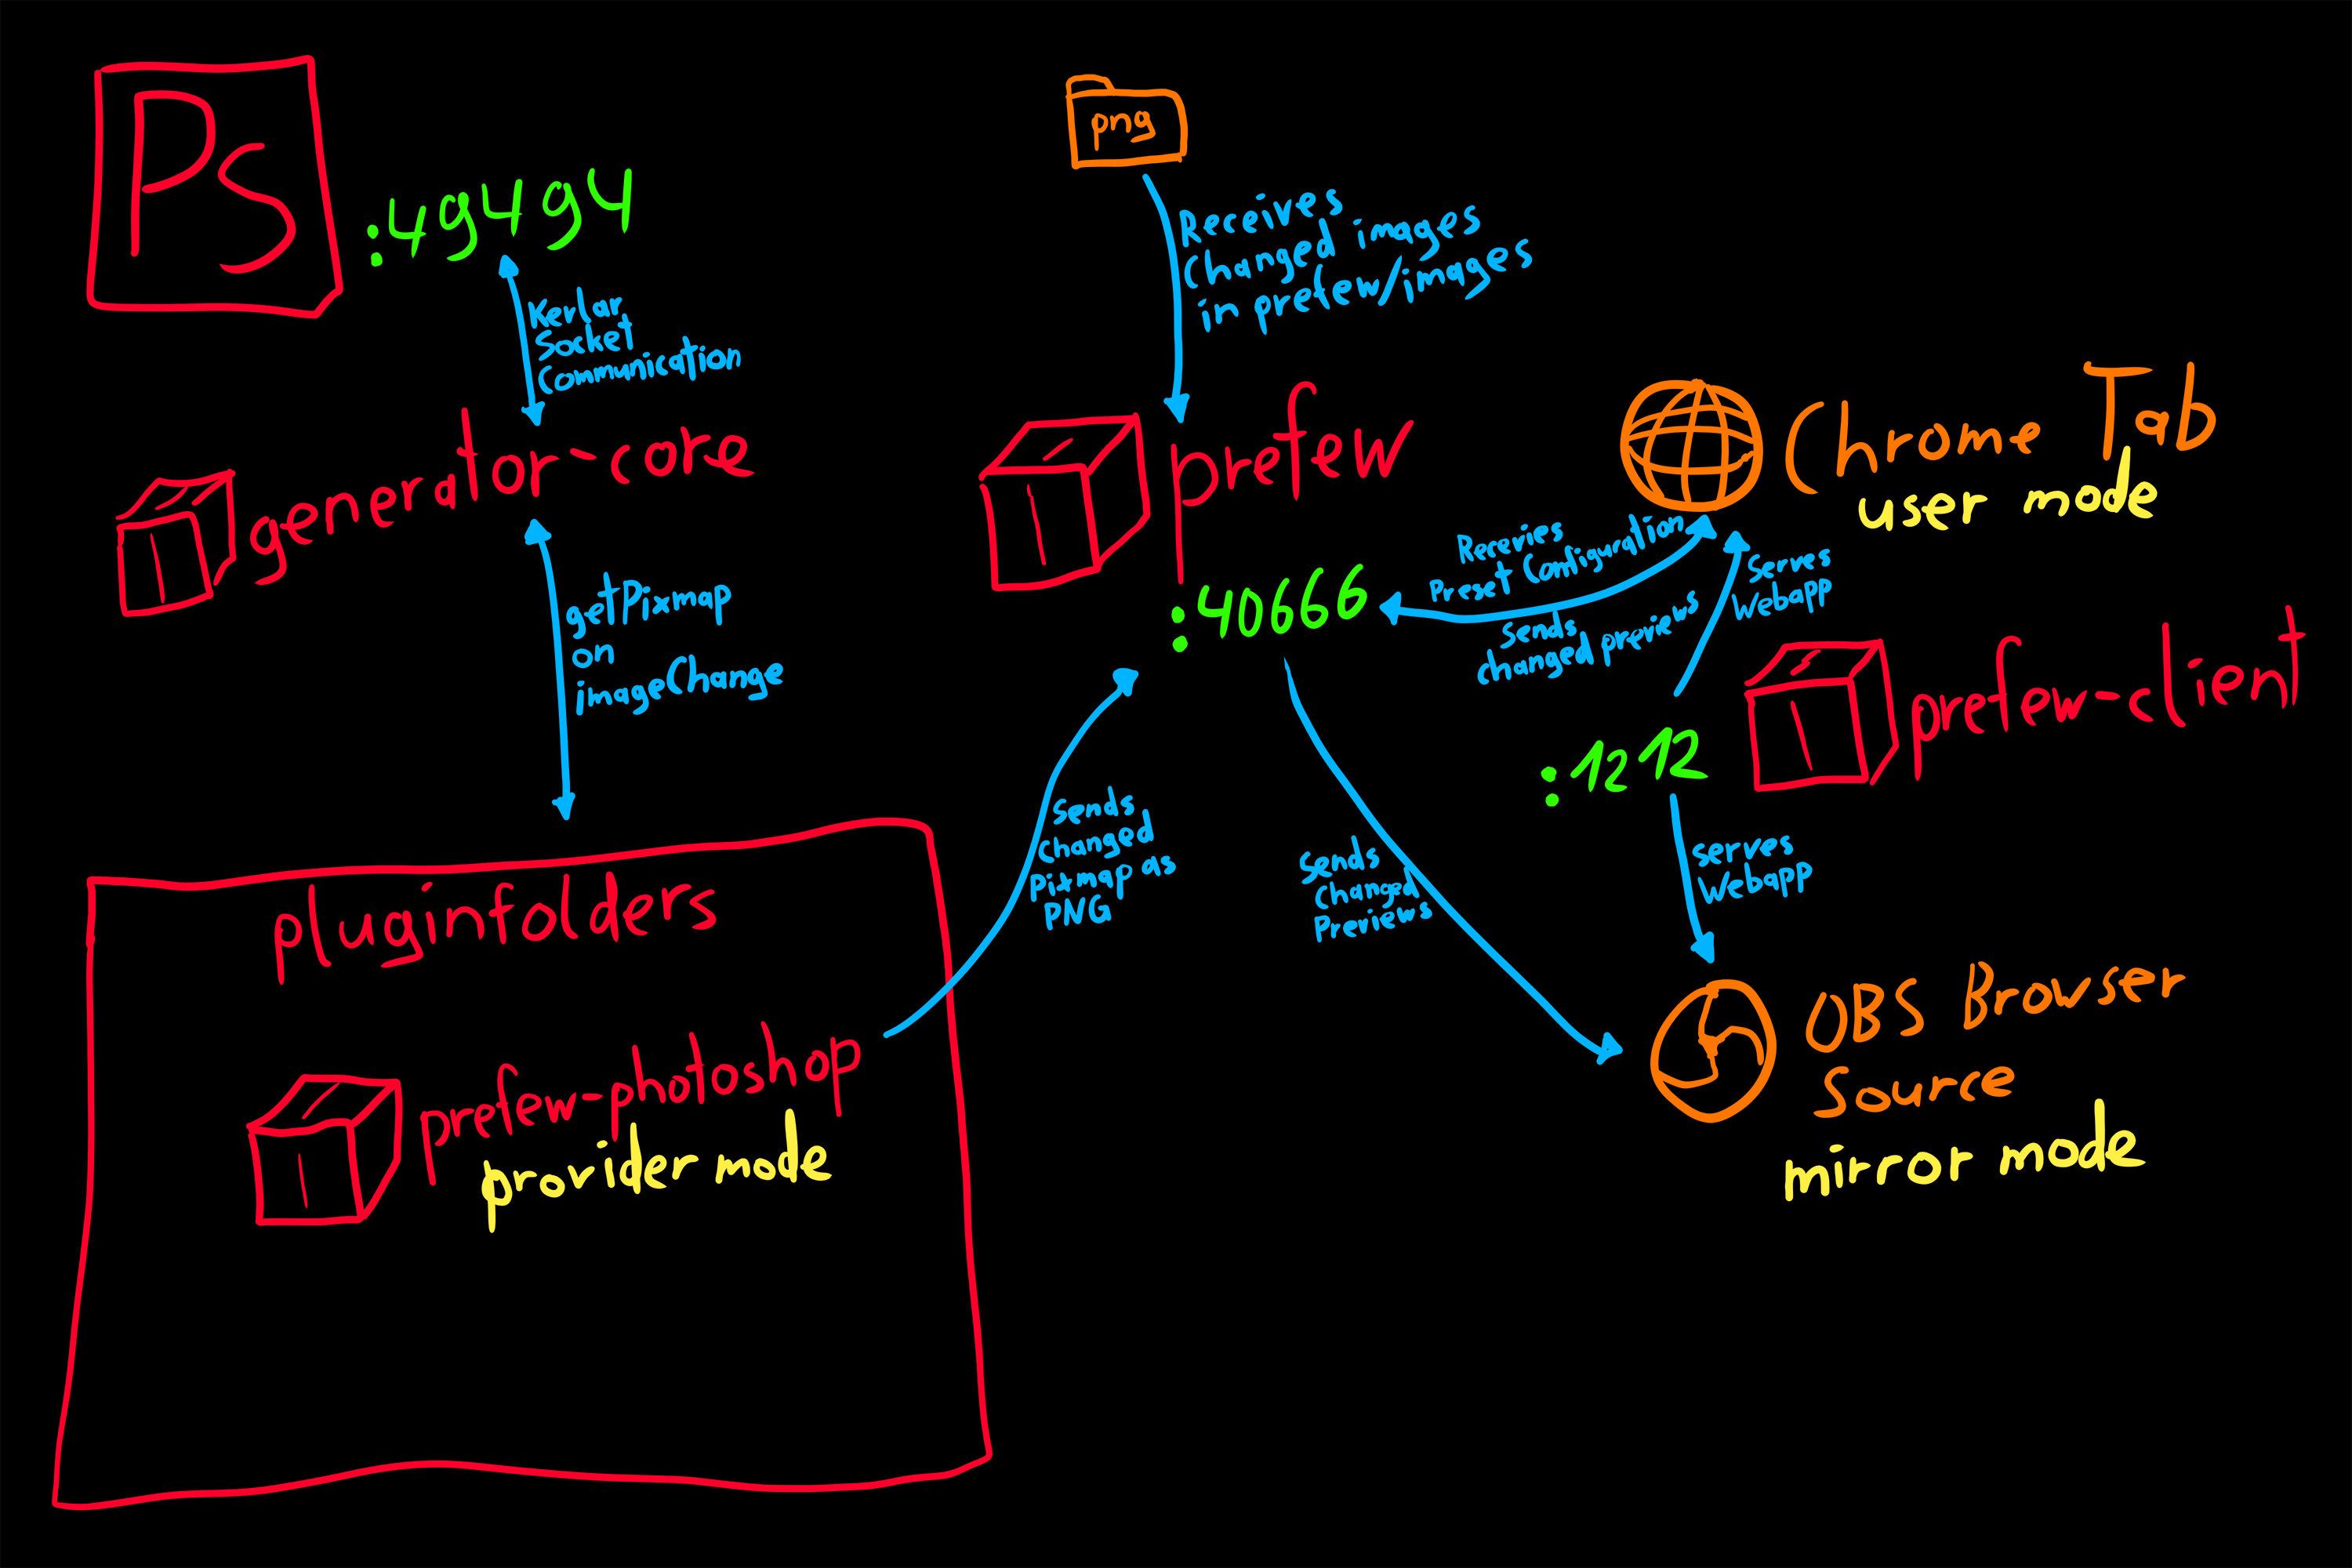 Ps
:49494
Kerlar
Socket
Communication
generator-core
getPixmap
on
imageChange
pluginfolders
prefew-photoshop
provider mode
png
Receives
Changed images
in prefew/images
prefew
:40666
Sends
Changed
Pixmap as
PNG
Sends
Changed
Previews
Chrome Tab
user mode
Receries
Preset Configuration
Sends
changed previews
Serves
Webapp
prefew-client
:1212
serves
Webapp
OBS Browser
Source
mirror mode